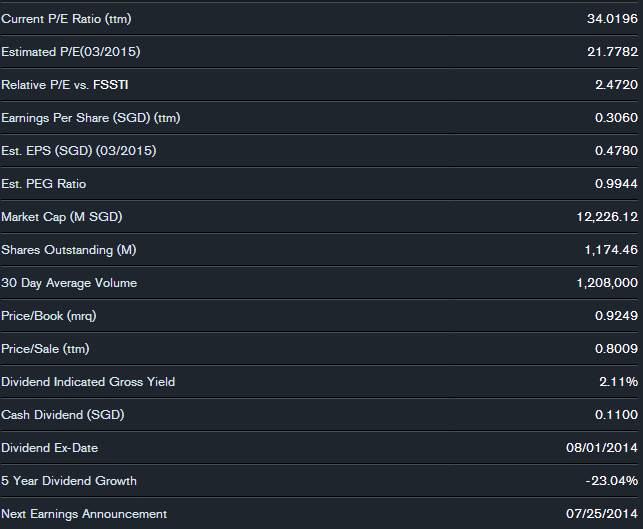 Current P/E Ratio (ttm) 34.0196
Estimated P/E(03/2015) 21.7782
Relative P/E vs. FSSTI 2.4720
Earnings Per Share (SGD) (ttm) 0.3060
Est. EPS (SGD) (03/2015) 0.4780
Est. PEG Ratio 0.9944
Market Cap (M SGD) 12,226.12
Shares Outstanding (M) 1,174.46
30 Day Average Volume 1,208,000
Price/Book (mrq) 0.9249
Price/Sale (ttm) 0.8009
Dividend Indicated Gross Yield 2.11%
Cash Dividend (SGD) 0.1100
Dividend Ex-Date 08/01/2014
5 Year Dividend Growth -23.04%
Next Earnings Announcement 07/25/2014